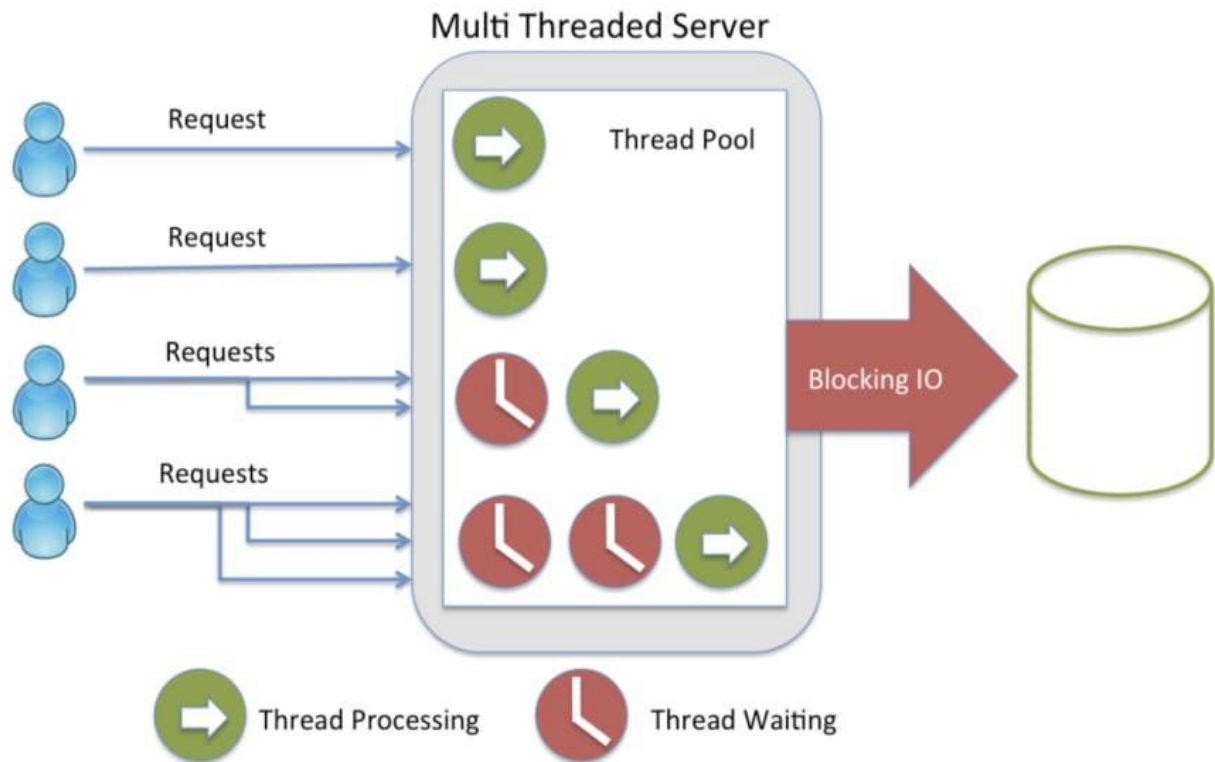 Multi Threaded Server
Request
Thread Pool
Request
Requests
Blocking IO
Requests
Thread Processing
Thread Waiting